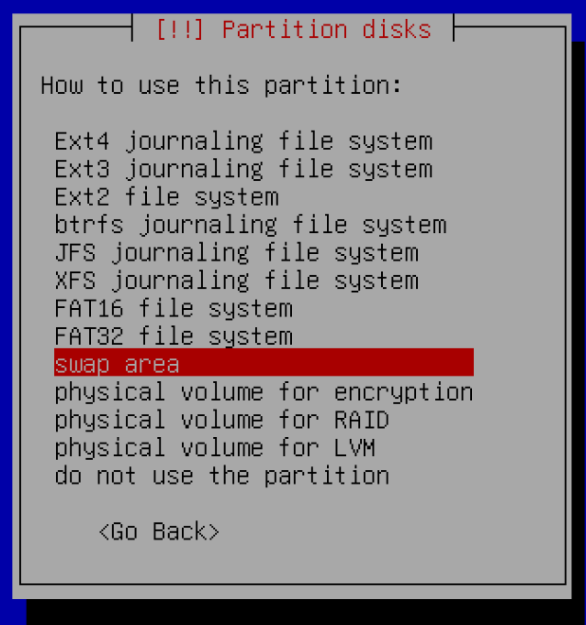 [!!] Partition disks
How to use this partition:
Ext4 journaling file system
Ext3 journaling file system
Ext2 file system
btrfs journaling file system
JFS journaling file system
XFS journaling file system
FAT16 file system
FAT32 file system
swap area
physical volume for encryption
physical volume for RAID
physical volume for LVM
do not use the partition
<Go Back>